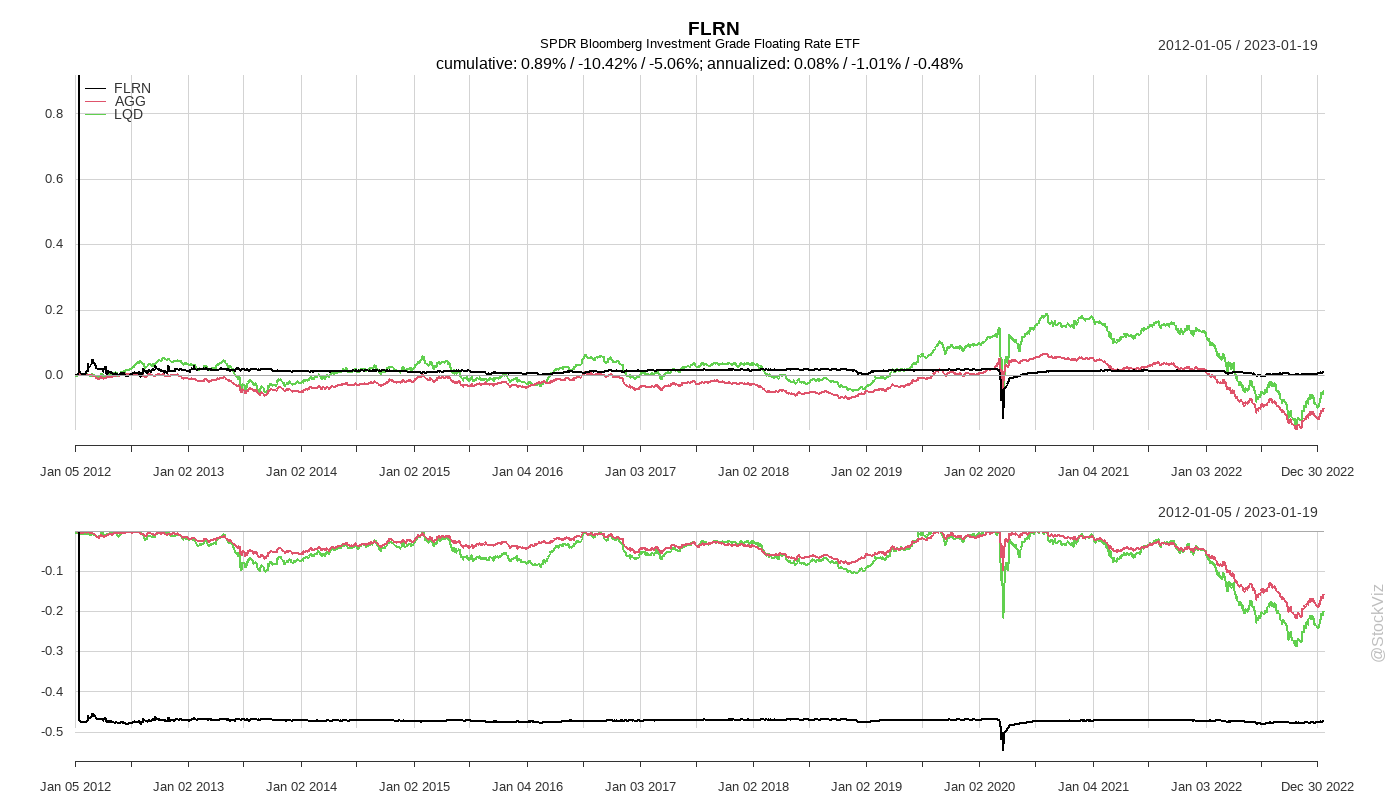 FLRN
SPDR Bloomberg Investment Grade Floating Rate ETF
2012-01-05 / 2023-01-19
cumulative: 0.89% / -10.42% / -5.06%; annualized: 0.08% / -1.01% / -0.48%
FLRN
AGG
LQD
0.8
0.6
0.4
0.2
0.0
Jan 05 2012 Jan 02 2013 Jan 02 2014 Jan 02 2015 Jan 04 2016 Jan 03 2017 Jan 02 2018 Jan 02 2019 Jan 02 2020 Jan 04 2021 Jan 03 2022 Dec 30 2022
2012-01-05 / 2023-01-19
-0.1
-0.2
-0.3
-0.4
-0.5
Jan 05 2012 Jan 02 2013 Jan 02 2014 Jan 02 2015 Jan 04 2016 Jan 03 2017 Jan 02 2018 Jan 02 2019 Jan 02 2020 Jan 04 2021 Jan 03 2022 Dec 30 2022
@StockViz